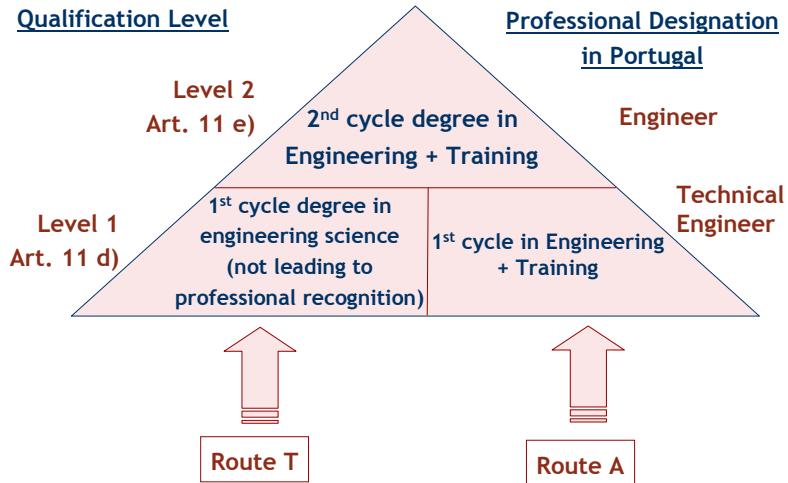 Qualification Level
Professional Designation
in Portugal
Level 2
Art. 11 e)
2nd cycle degree in
Engineering + Training
Engineer
Level 1
Art. 11 d)
1st cycle degree in
engineering science
(not leading to
professional recognition)
1st cycle in Engineering
+ Training
Technical
Engineer
Route T
Route A